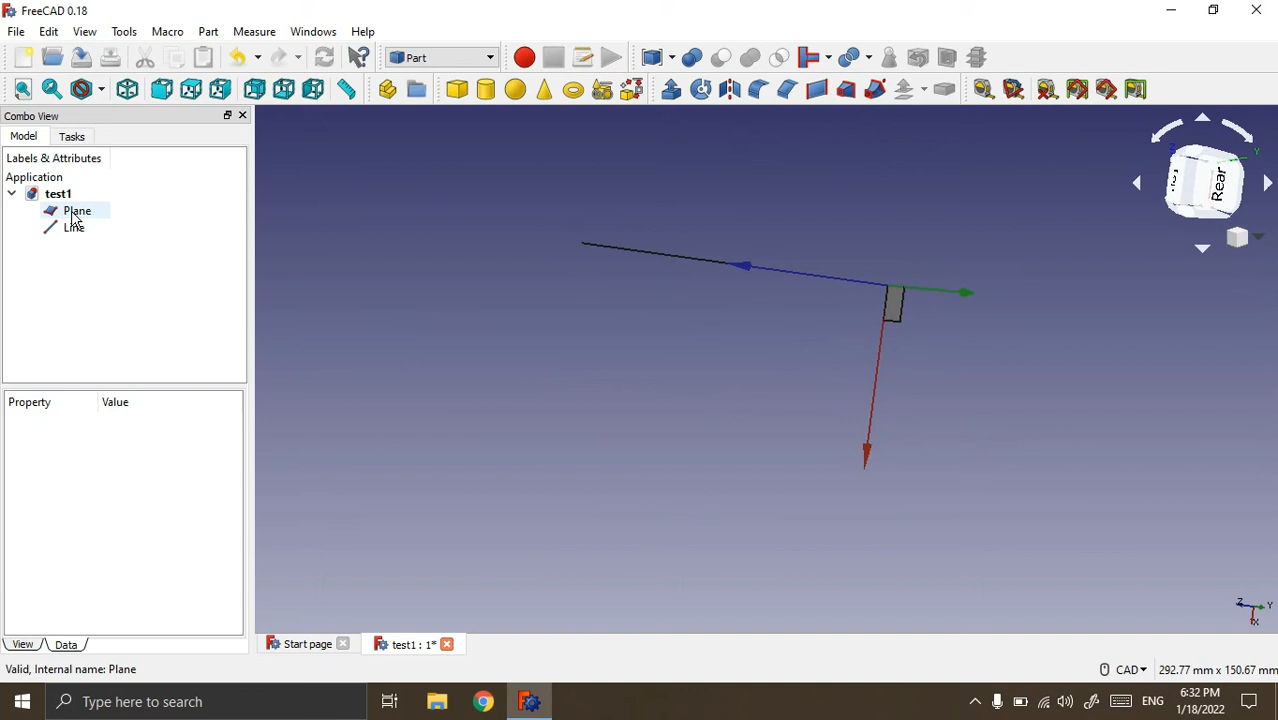 FreeCAD 0.18
File Edit View Tools Macro Part Measure Windows Help
Part
Combo View
Model Tasks
Labels & Attributes
Application
test1
Plane
Line
Z Y
Rear
Property Value
View Data
Z Y
X
Start page test1 : 1*
Valid, Internal name: Plane
CAD 292.77 mm x 150.67 mm
Type here to search
ENG
6:32 PM
1/18/2022